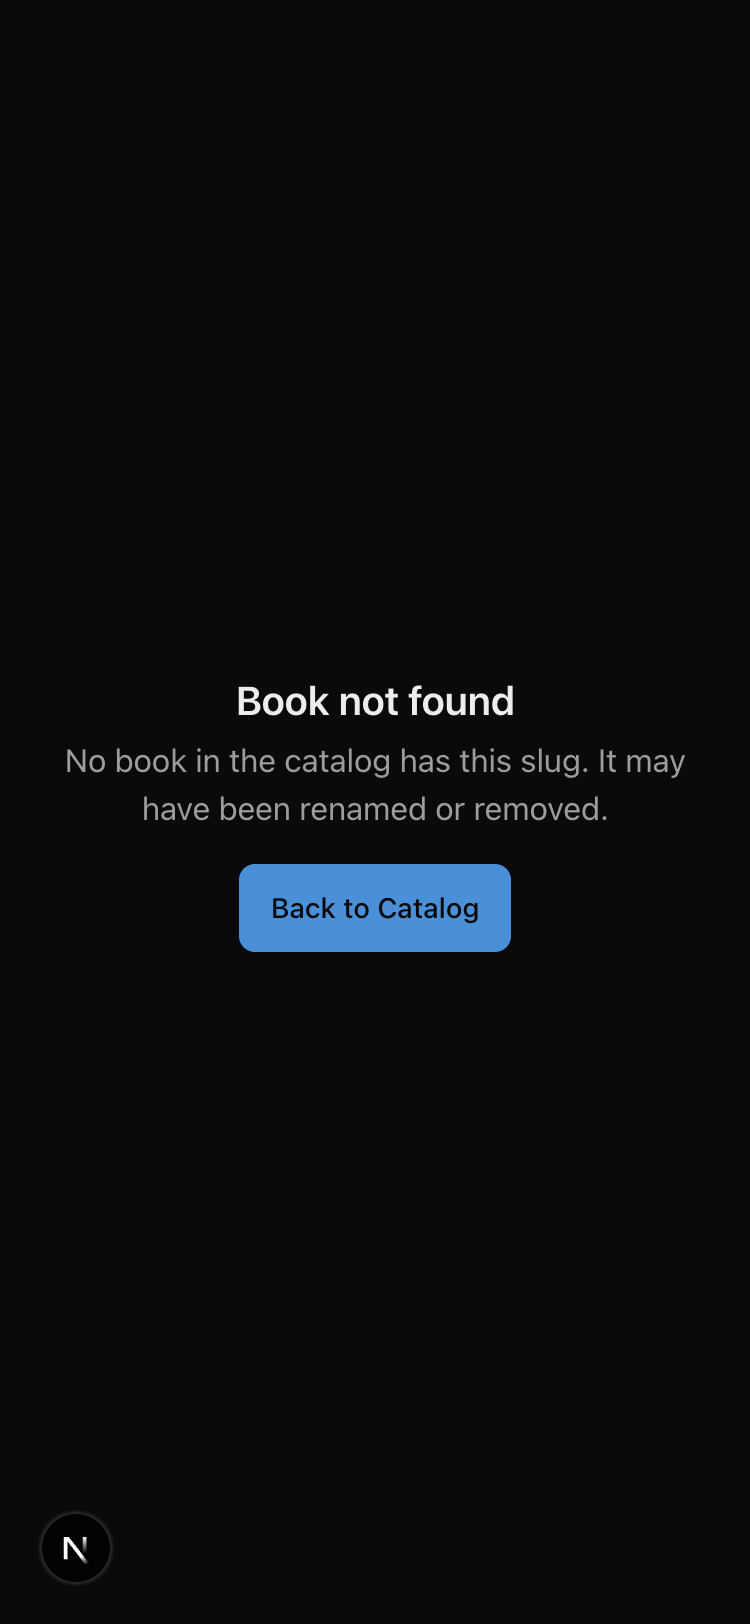 Book not found
No book in the catalog has this slug. It may
have been renamed or removed.
Back to Catalog
N